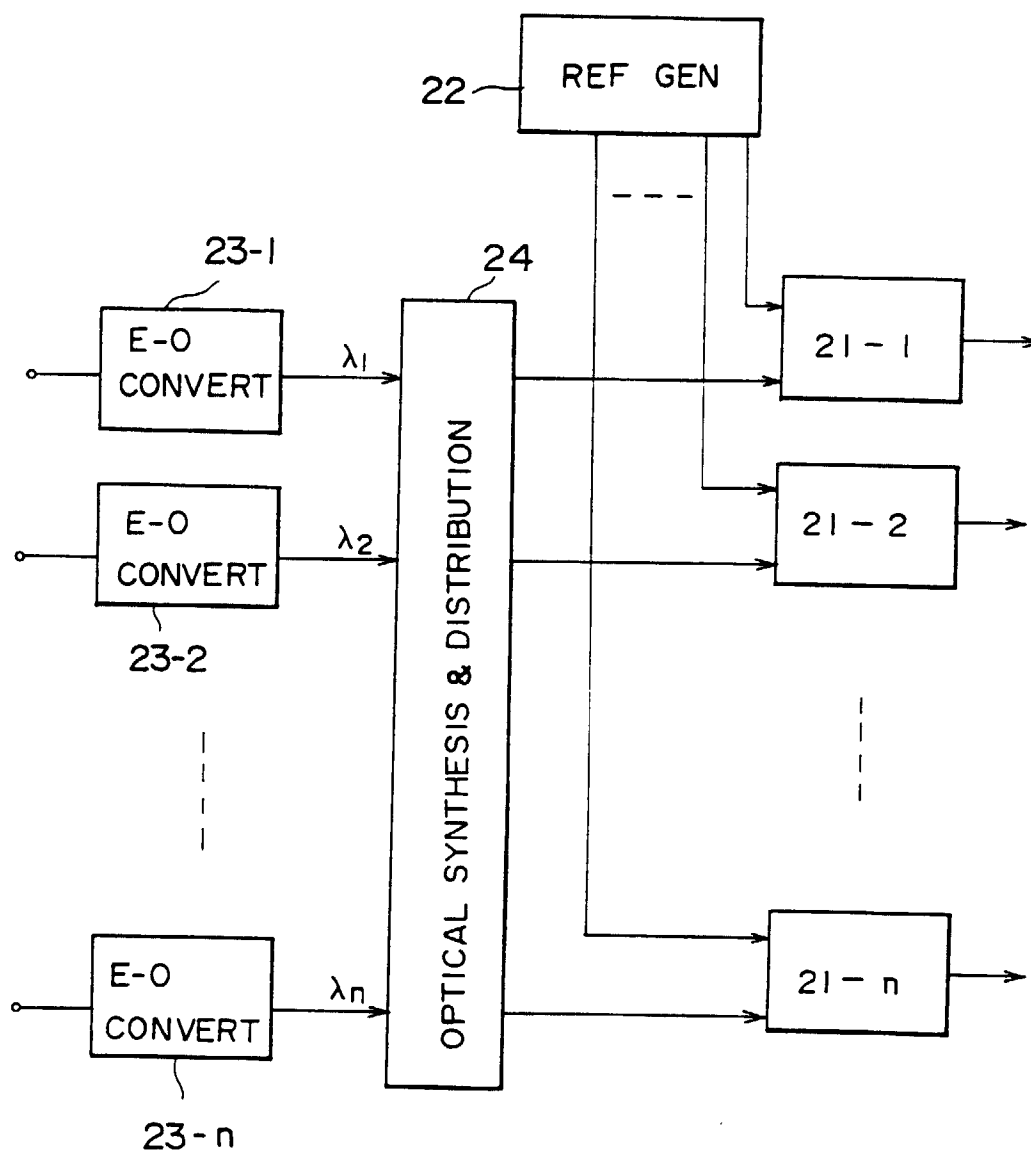 REF GEN
22
23-1
24
E-O
CONVERT
λ1
21-1
E-O
CONVERT
λ2
21-2
23-2
OPTICAL SYNTHESIS & DISTRIBUTION
E-O
CONVERT
λn
21-n
23-n